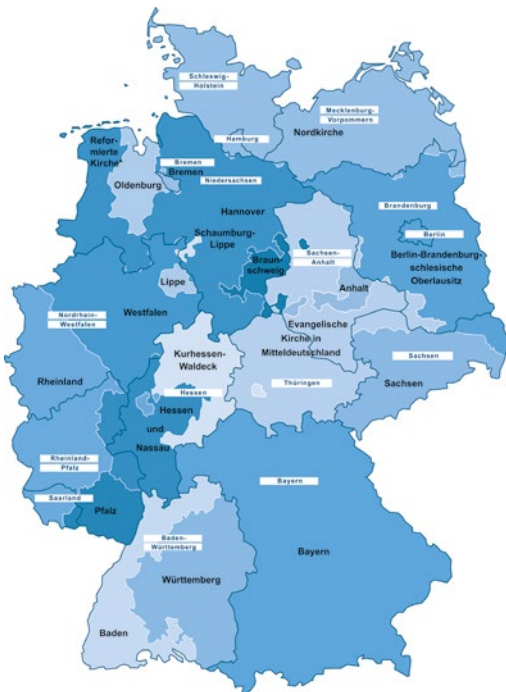 Schleswig-
Holstein
Mecklenburg-
Vorpommern
Nordkirche
Hamburg
Refor-
mierte
Kirche*
Bremen
Bremen
Niedersachsen
Oldenburg
Brandenburg
Hannover
Schaumburg-
Lippe
Berlin
Braun-
schweig
Sachsen-
Anhalt
Berlin-Brandenburg-
schlesische
Oberlausitz
Lippe
Anhalt
Nordrhein-
Westfalen
Westfalen
Evangelische
Kirche in
Mitteldeutschland
Kurhessen-
Waldeck
Sachsen
Rheinland
Thüringen
Sachsen
Hessen
Hessen
und
Nassau
Rheinland-
Pfalz
Saarland
Pfalz
Bayern
Baden-
Württemberg
Bayern
Württemberg
Baden